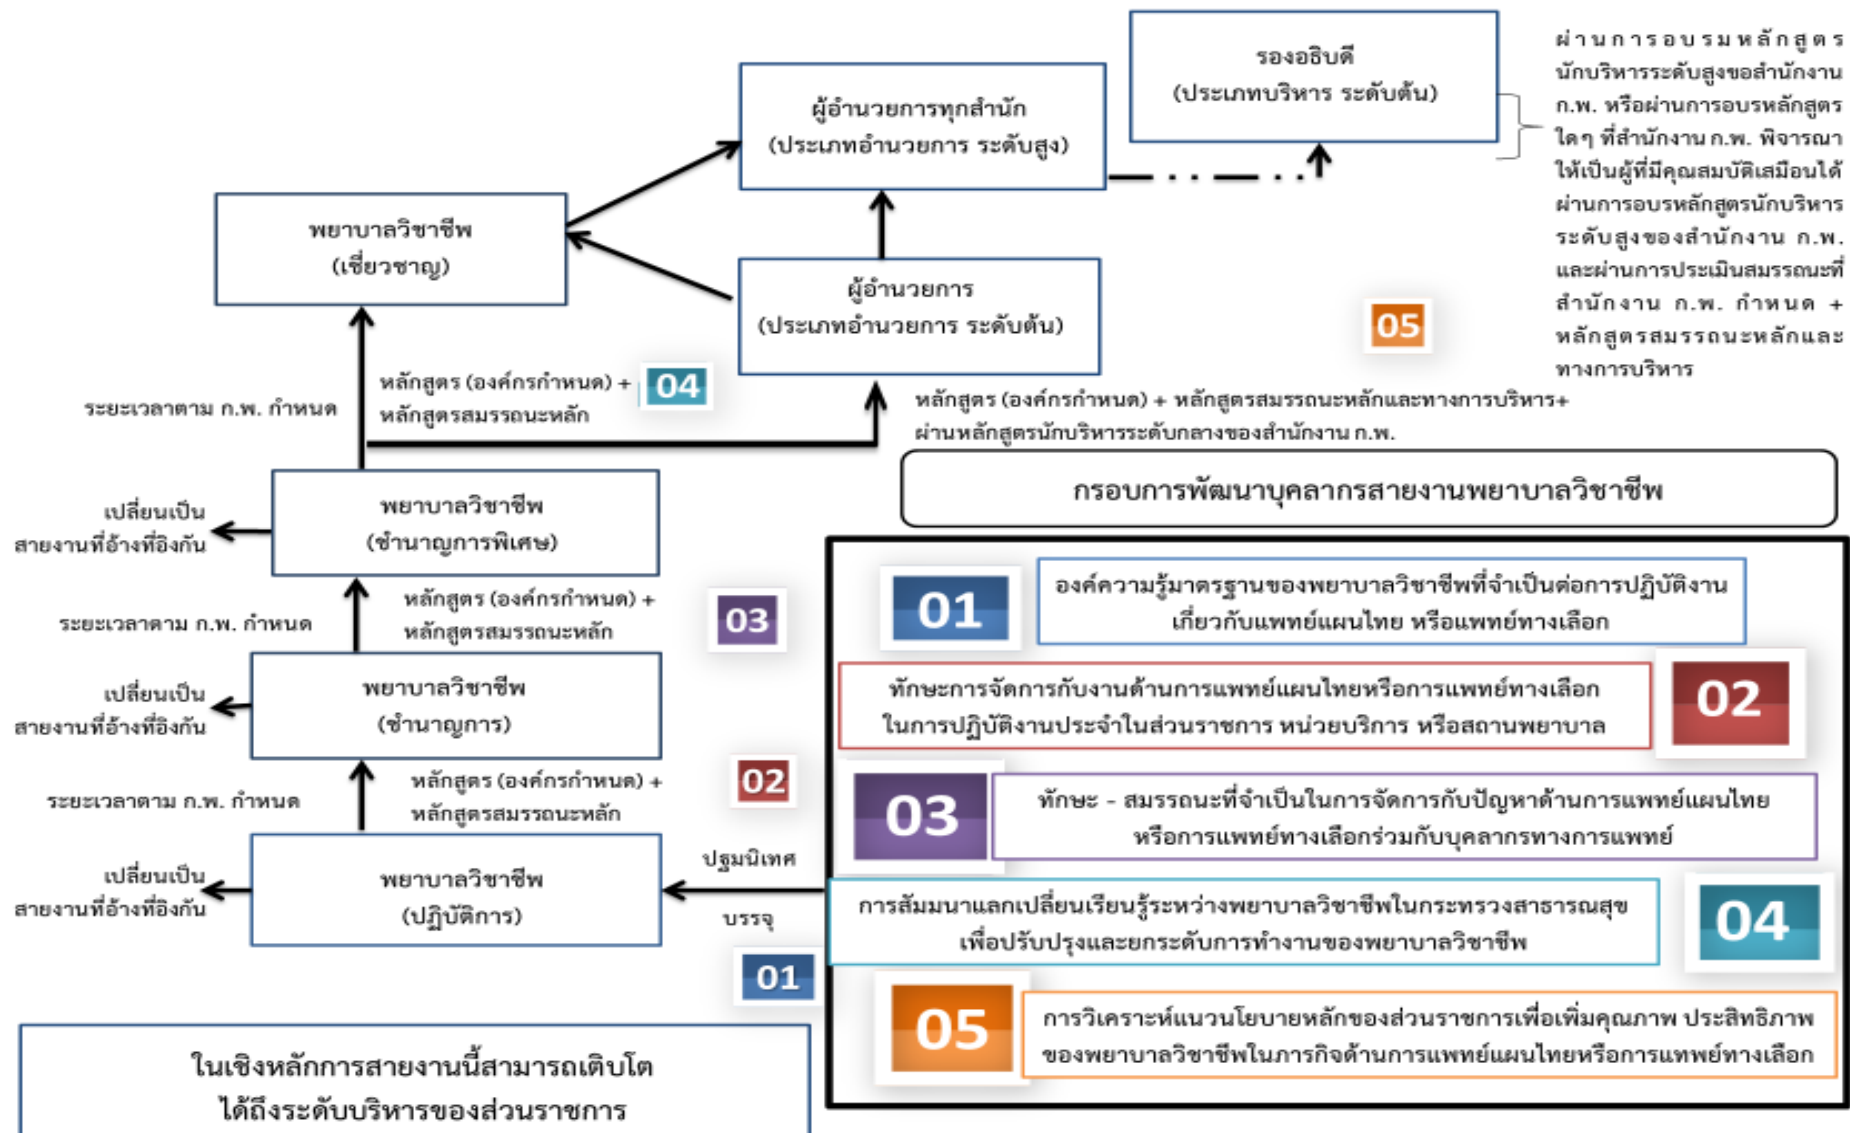 รองอธิบดี
(ประเภทบริหาร ระดับต้น)
ผ่านการอบรมหลักสูตร
นักบริหารระดับสูงขอสำนักงาน
ก.พ. หรือผ่านการอบรหลักสูตร
ใดๆ ที่สำนักงาน ก.พ. พิจารณา
ให้เป็นผู้ที่มีคุณสมบัติเสมือนได้
ผ่านการอบรหลักสูตรนักบริหาร
ระดับสูงของสำนักงาน ก.พ.
และผ่านการประเมินสมรรถนะที่
สำนักงาน ก.พ. กำหนด +
หลักสูตรสมรรถนะหลักและ
ทางการบริหาร
ผู้อำนวยการทุกสำนัก
(ประเภทอำนวยการ ระดับสูง)
พยาบาลวิชาชีพ
(เชี่ยวชาญ)
ผู้อำนวยการ
(ประเภทอำนวยการ ระดับต้น)
05
ระยะเวลาตาม ก.พ. กำหนด
หลักสูตร (องค์กรกำหนด) +
หลักสูตรสมรรถนะหลัก
04
หลักสูตร (องค์กรกำหนด) + หลักสูตรสมรรถนะหลักและทางการบริหาร+
ผ่านหลักสูตรนักบริหารระดับกลางของสำนักงาน ก.พ.
กรอบการพัฒนาบุคลากรสายงานพยาบาลวิชาชีพ
เปลี่ยนเป็น
สายงานที่อ้างที่อิงกัน
พยาบาลวิชาชีพ
(ชำนาญการพิเศษ)
ระยะเวลาตาม ก.พ. กำหนด
หลักสูตร (องค์กรกำหนด) +
หลักสูตรสมรรถนะหลัก
03
เปลี่ยนเป็น
สายงานที่อ้างที่อิงกัน
พยาบาลวิชาชีพ
(ชำนาญการ)
ระยะเวลาตาม ก.พ. กำหนด
หลักสูตร (องค์กรกำหนด) +
หลักสูตรสมรรถนะหลัก
02
เปลี่ยนเป็น
สายงานที่อ้างที่อิงกัน
พยาบาลวิชาชีพ
(ปฏิบัติการ)
ปฐมนิเทศ
บรรจุ
01
01
องค์ความรู้มาตรฐานของพยาบาลวิชาชีพที่จำเป็นต่อการปฏิบัติงาน
เกี่ยวกับแพทย์แผนไทย หรือแพทย์ทางเลือก
ทักษะการจัดการกับงานด้านการแพทย์แผนไทยหรือการแพทย์ทางเลือก
ในการปฏิบัติงานประจำในส่วนราชการ หน่วยบริการ หรือสถานพยาบาล
02
03
ทักษะ - สมรรถนะที่จำเป็นในการจัดการกับปัญหาด้านการแพทย์แผนไทย
หรือการแพทย์ทางเลือกร่วมกับบุคลากรทางการแพทย์
การสัมมนาแลกเปลี่ยนเรียนรู้ระหว่างพยาบาลวิชาชีพในกระทรวงสาธารณสุข
เพื่อปรับปรุงและยกระดับการทำงานของพยาบาลวิชาชีพ
04
05
การวิเคราะห์แนวนโยบายหลักของส่วนราชการเพื่อเพิ่มคุณภาพ ประสิทธิภาพ
ของพยาบาลวิชาชีพในภารกิจด้านการแพทย์แผนไทยหรือการแทพย์ทางเลือก
ในเชิงหลักการสายงานนี้สามารถเติบโต
ได้ถึงระดับบริหารของส่วนราชการ